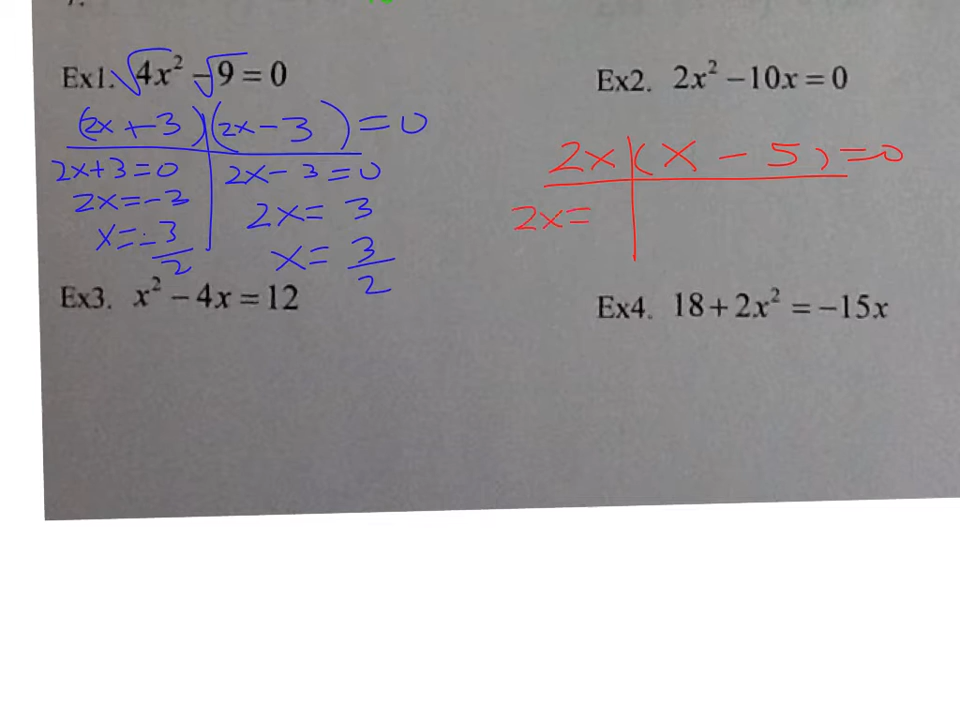 Ex1. √4x² − √9 = 0
(2x + 3)(2x − 3) = 0
2x+3=0
2x=−3
x=−3/2
2x−3=0
2x= 3
x= 3/2
Ex2. 2x² −10x = 0
2x(x − 5)=0
2x=
Ex3. x² − 4x = 12
Ex4. 18 + 2x² = −15x